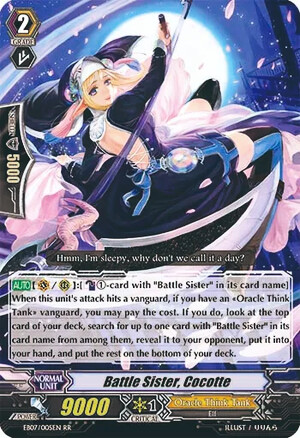 2
GRADE
5000
Hmm, I'm sleepy, why don't we call it a day?
AUTO [V/R]: [①-card with "Battle Sister" in its card name]
When this unit's attack hits a vanguard, if you have an «Oracle Think
Tank» vanguard, you may pay the cost. If you do, look at the top
card of your deck, search for up to one card with "Battle Sister" in its
card name from among them, reveal it to your opponent, put it into
your hand, and put the rest on the bottom of your deck.
NORMAL UNIT
Battle Sister, Cocotte
POWER 9000
1 CRITICAL
Oracle Think Tank
Elf
EB07/005EN RR
ILLUST /